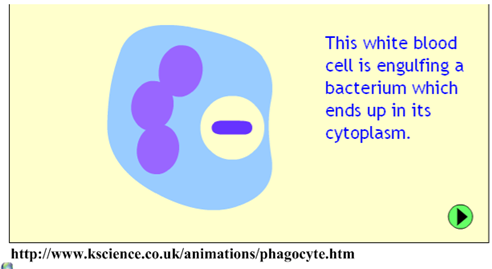 This white blood
cell is engulfing a
bacterium which
ends up in its
cytoplasm.
http://www.kscience.co.uk/animations/phagocyte.htm